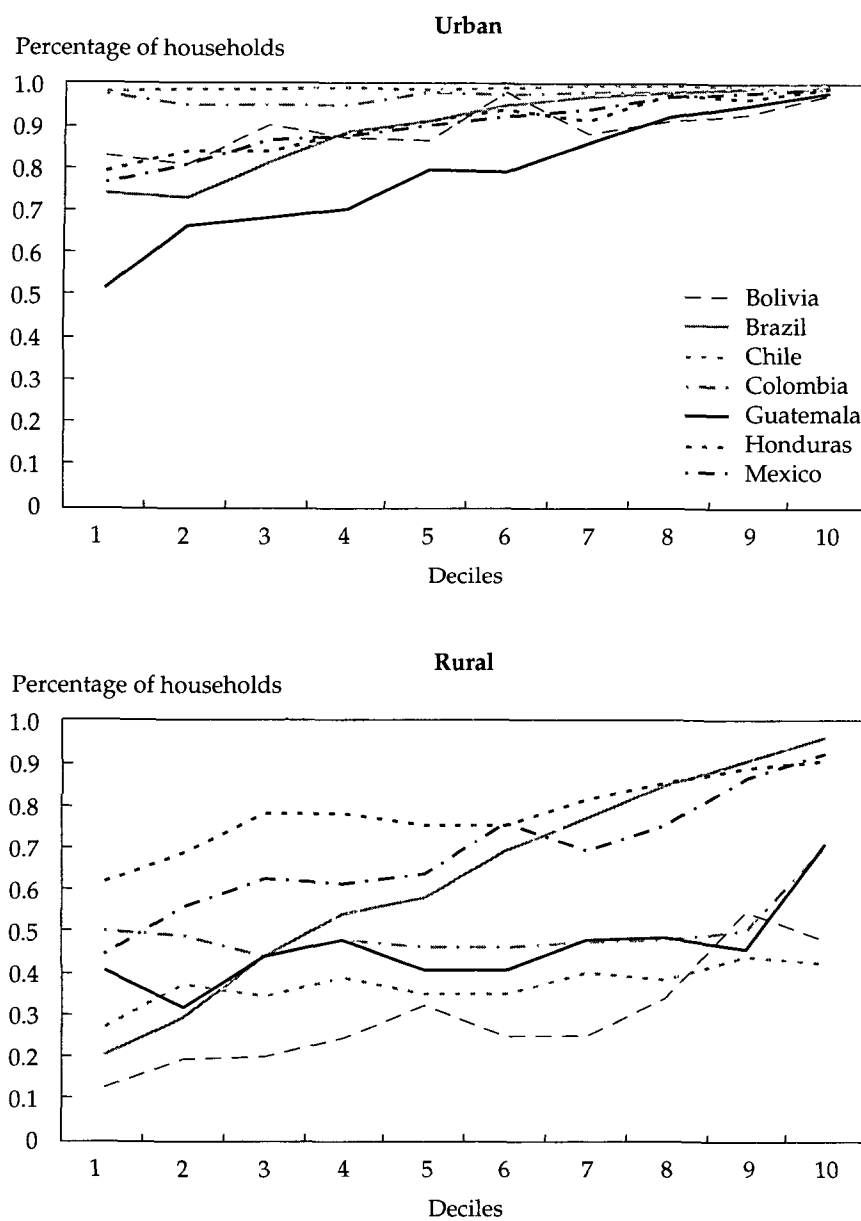 Urban
Percentage of households
1.0
0.9
0.8
0.7
0.6
0.5
0.4
0.3
0.2
0.1
0
Bolivia
Brazil
Chile
Colombia
Guatemala
Honduras
Mexico
1 2 3 4 5 6 7 8 9 10
Deciles
Rural
Percentage of households
1.0
0.9
0.8
0.7
0.6
0.5
0.4
0.3
0.2
0.1
0
1 2 3 4 5 6 7 8 9 10
Deciles